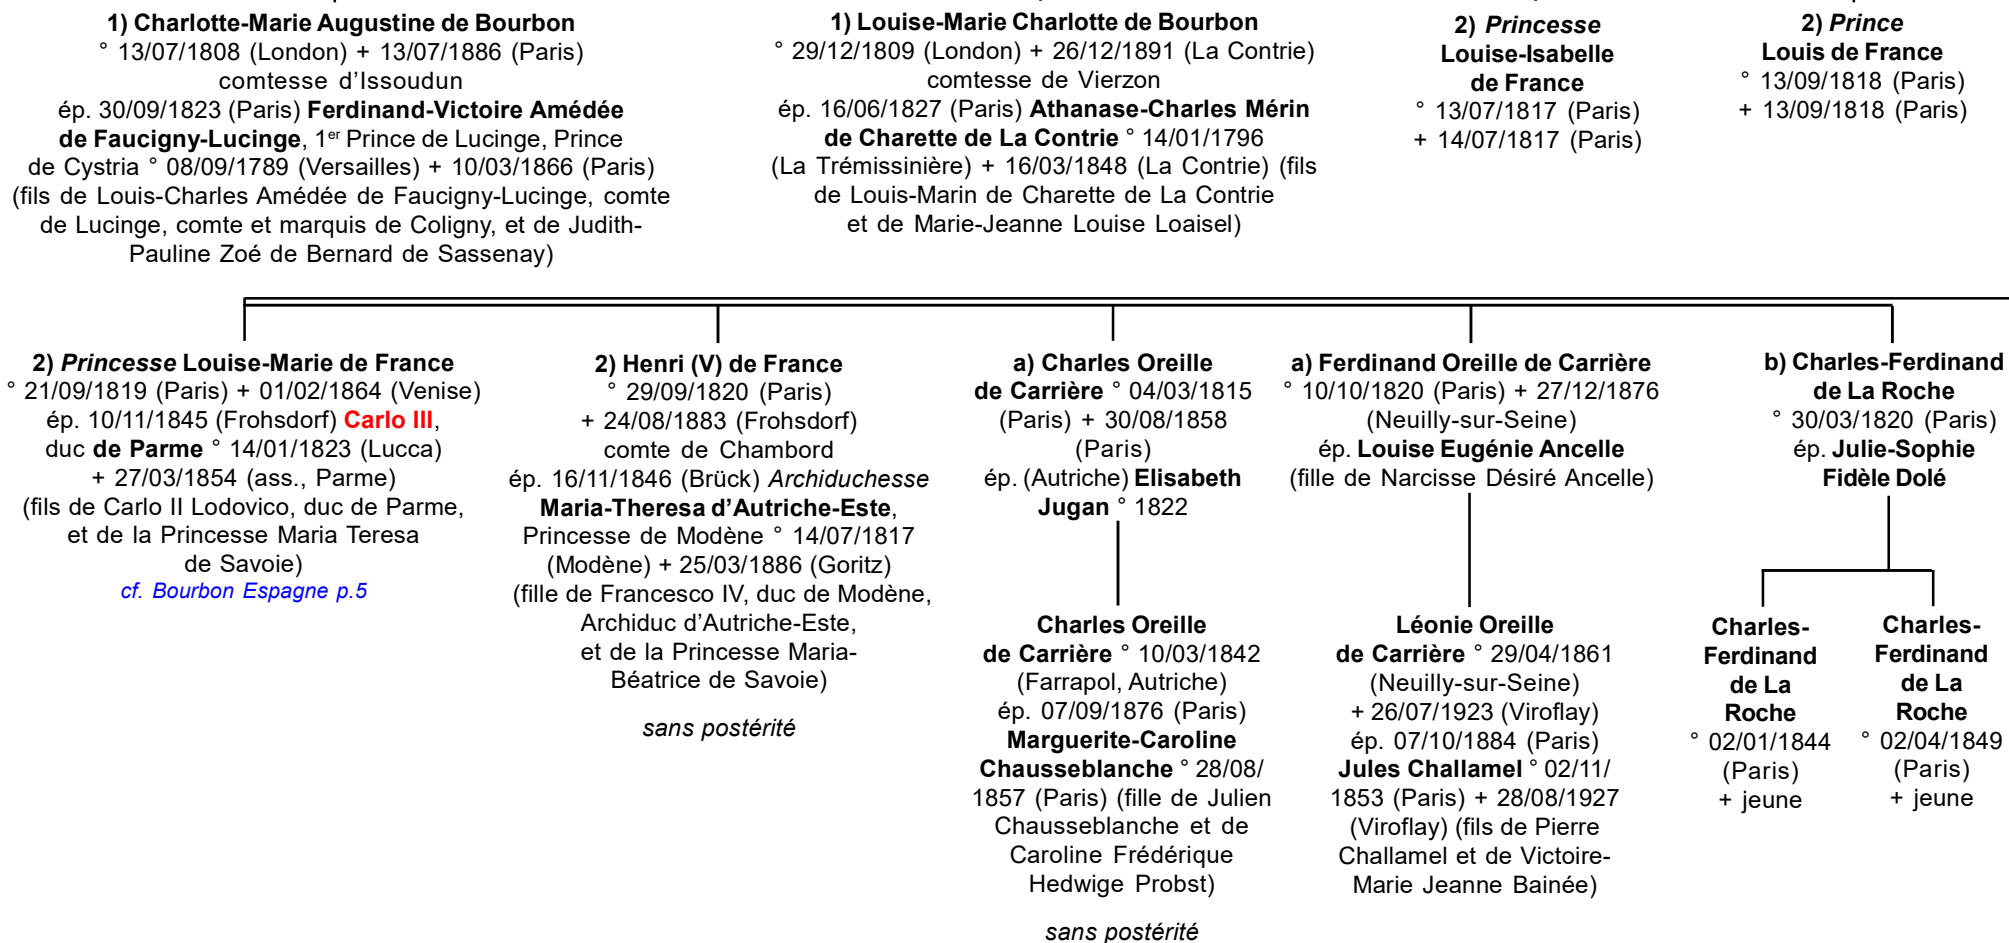 1) Charlotte-Marie Augustine de Bourbon
° 13/07/1808 (London) + 13/07/1886 (Paris)
comtesse d'Issoudun
ép. 30/09/1823 (Paris) Ferdinand-Victoire Amédée
de Faucigny-Lucinge, 1er Prince de Lucinge, Prince
de Cystria ° 08/09/1789 (Versailles) + 10/03/1866 (Paris)
(fils de Louis-Charles Amédée de Faucigny-Lucinge, comte
de Lucinge, comte et marquis de Coligny, et de Judith-
Pauline Zoé de Bernard de Sassenay)
1) Louise-Marie Charlotte de Bourbon
° 29/12/1809 (London) + 26/12/1891 (La Contrie)
comtesse de Vierzon
ép. 16/06/1827 (Paris) Athanase-Charles Mérin
de Charette de La Contrie ° 14/01/1796
(La Trémissinière) + 16/03/1848 (La Contrie) (fils
de Louis-Marin de Charette de La Contrie
et de Marie-Jeanne Louise Loaisel)
2) Princesse
Louise-Isabelle
de France
° 13/07/1817 (Paris)
+ 14/07/1817 (Paris)
2) Prince
Louis de France
° 13/09/1818 (Paris)
+ 13/09/1818 (Paris)
2) Princesse Louise-Marie de France
° 21/09/1819 (Paris) + 01/02/1864 (Venise)
ép. 10/11/1845 (Frohsdorf) Carlo III,
duc de Parme ° 14/01/1823 (Lucca)
+ 27/03/1854 (ass., Parme)
(fils de Carlo II Lodovico, duc de Parme,
et de la Princesse Maria Teresa
de Savoie)
cf. Bourbon Espagne p.5
2) Henri (V) de France
° 29/09/1820 (Paris)
+ 24/08/1883 (Frohsdorf)
comte de Chambord
ép. 16/11/1846 (Brück) Archiduchesse
Maria-Theresa d'Autriche-Este,
Princesse de Modène ° 14/07/1817
(Modène) + 25/03/1886 (Goritz)
(fille de Francesco IV, duc de Modène,
Archiduc d'Autriche-Este,
et de la Princesse Maria-
Béatrice de Savoie)
sans postérité
a) Charles Oreille
de Carrière ° 04/03/1815
(Paris) + 30/08/1858
(Paris)
ép. (Autriche) Elisabeth
Jugan ° 1822
a) Ferdinand Oreille de Carrière
° 10/10/1820 (Paris) + 27/12/1876
(Neuilly-sur-Seine)
ép. Louise Eugénie Ancelle
(fille de Narcisse Désiré Ancelle)
b) Charles-Ferdinand
de La Roche
° 30/03/1820 (Paris)
ép. Julie-Sophie
Fidèle Dolé
Charles Oreille
de Carrière ° 10/03/1842
(Farrapol, Autriche)
ép. 07/09/1876 (Paris)
Marguerite-Caroline
Chausseblanche ° 28/08/
1857 (Paris) (fille de Julien
Chausseblanche et de
Caroline Frédérique
Hedwige Probst)
sans postérité
Léonie Oreille
de Carrière ° 29/04/1861
(Neuilly-sur-Seine)
+ 26/07/1923 (Viroflay)
ép. 07/10/1884 (Paris)
Jules Challamel ° 02/11/
1853 (Paris) + 28/08/1927
(Viroflay) (fils de Pierre
Challamel et de Victoire-
Marie Jeanne Bainée)
Charles-
Ferdinand
de La
Roche
° 02/01/1844
(Paris)
+ jeune
Charles-
Ferdinand
de La
Roche
° 02/04/1849
(Paris)
+ jeune